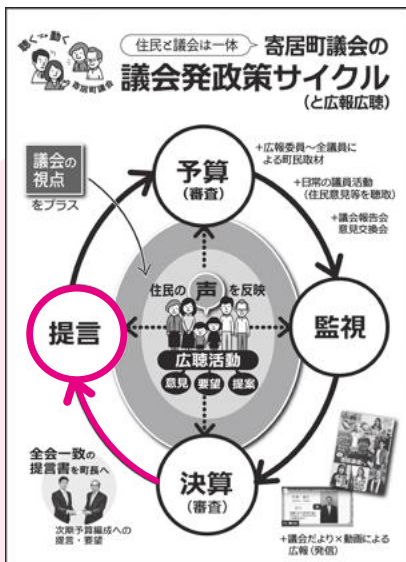 聴く→動く
寄居町議会
住民と議会は一体
寄居町議会の
議会発政策サイクル
(と広報広聴)
議会の
視点
をプラス
予算
(審査)
+広報委員〜全議員に
よる町民取材
+日常の議員活動
(住民意見等を聴取)
+議会報告会
意見交換会
住民の 声 を反映
提言
監視
広聴活動
意見 要望 提案
全会一致の
提言書を町長へ
次期予算編成への
提言・要望
決算
(審査)
+議会だより×動画による
広報(発信)